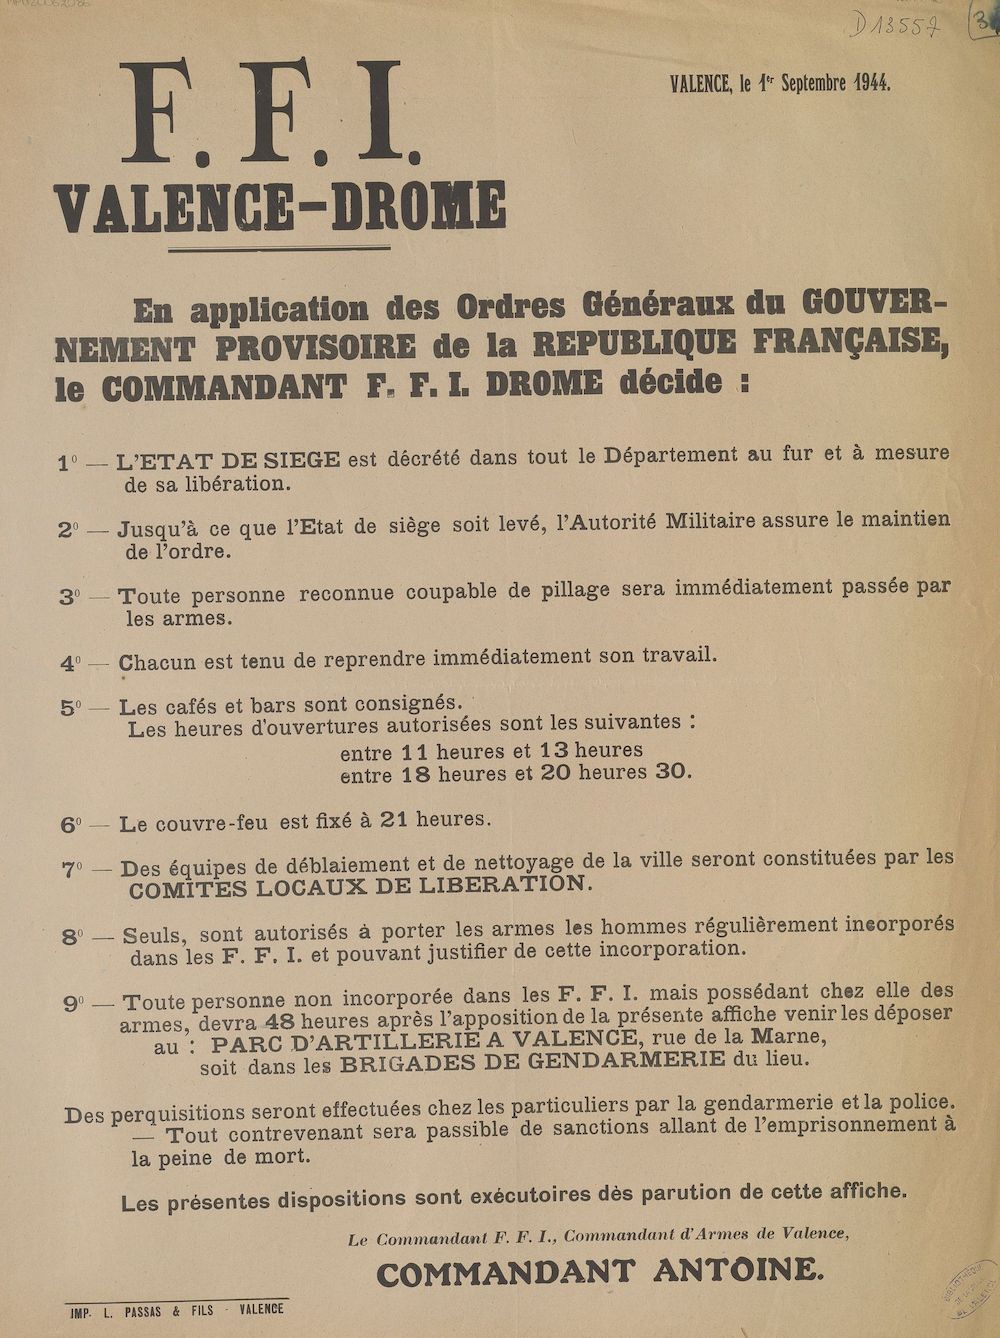 D 13557
F. F. I.
VALENCE-DROME
VALENCE, le 1er Septembre 1944.
En application des Ordres Généraux du GOUVER-
NEMENT PROVISOIRE de la REPUBLIQUE FRANÇAISE,
le COMMANDANT F. F. I. DROME décide :
1º — L'ETAT DE SIEGE est décrété dans tout le Département au fur et à mesure
de sa libération.
2º — Jusqu'à ce que l'Etat de siège soit levé, l'Autorité Militaire assure le maintien
de l'ordre.
3º — Toute personne reconnue coupable de pillage sera immédiatement passée par
les armes.
4º — Chacun est tenu de reprendre immédiatement son travail.
5º — Les cafés et bars sont consignés.
Les heures d'ouvertures autorisées sont les suivantes :
entre 11 heures et 13 heures
entre 18 heures et 20 heures 30.
6º — Le couvre-feu est fixé à 21 heures.
7º — Des équipes de déblaiement et de nettoyage de la ville seront constituées par les
COMITES LOCAUX DE LIBERATION.
8º — Seuls, sont autorisés à porter les armes les hommes régulièrement incorporés
dans les F. F. I. et pouvant justifier de cette incorporation.
9º — Toute personne non incorporée dans les F. F. I. mais possédant chez elle des
armes, devra 48 heures après l'apposition de la présente affiche venir les déposer
au : PARC D'ARTILLERIE A VALENCE, rue de la Marne,
soit dans les BRIGADES DE GENDARMERIE du lieu.
Des perquisitions seront effectuées chez les particuliers par la gendarmerie et la police.
— Tout contrevenant sera passible de sanctions allant de l'emprisonnement à
la peine de mort.
Les présentes dispositions sont exécutoires dès parution de cette affiche.
Le Commandant F. F. I., Commandant d'Armes de Valence,
COMMANDANT ANTOINE.
IMP. L. PASSAS & FILS - VALENCE
BIBLIOTHÈQUE